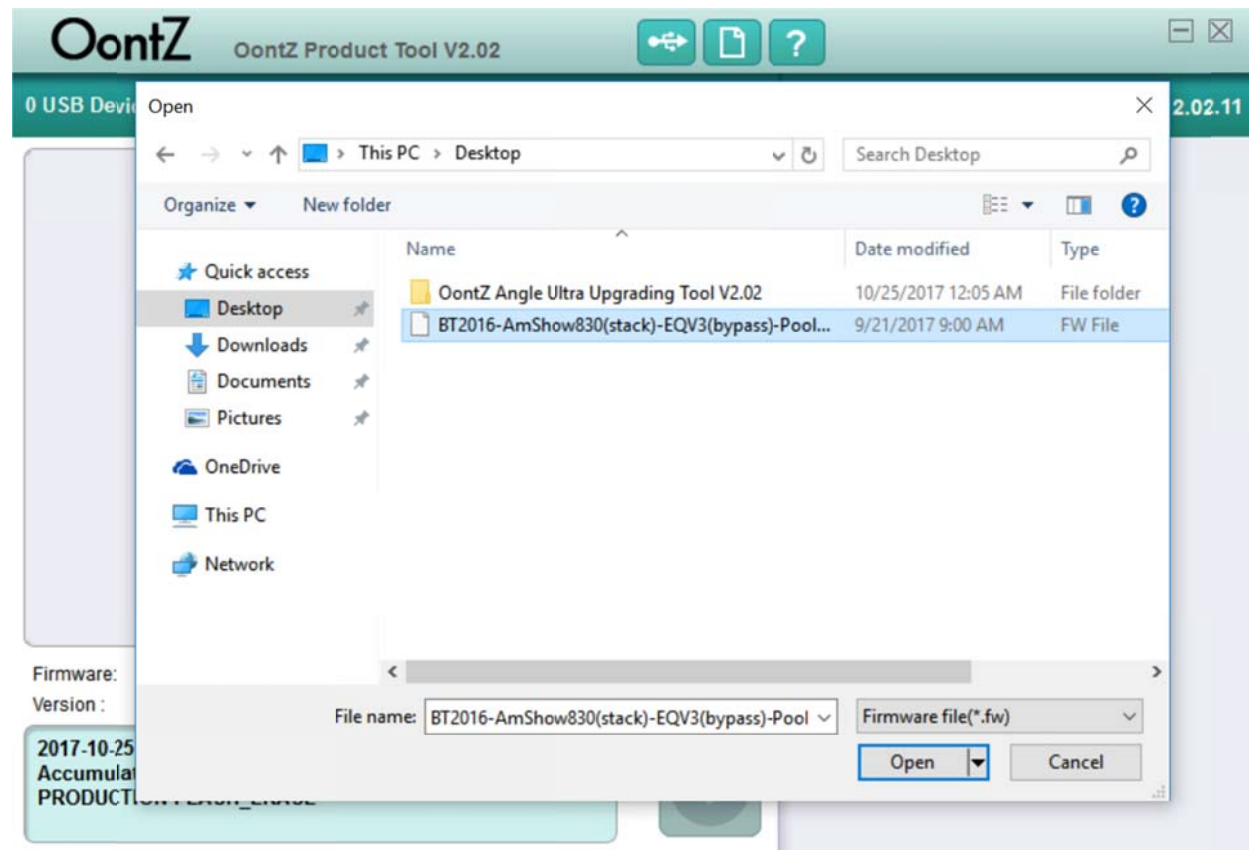 OontZ OontZ Product Tool V2.02 ?
0 USB Devi
2.02.11
Open
This PC > Desktop
Search Desktop
Organize New folder ?
Name Date modified Type
Quick access
Desktop
Downloads
Documents
Pictures
OneDrive
This PC
Network
OontZ Angle Ultra Upgrading Tool V2.02 10/25/2017 12:05 AM File folder
BT2016-AmShow830(stack)-EQV3(bypass)-Pool... 9/21/2017 9:00 AM FW File
Firmware:
Version :
File name: BT2016-AmShow830(stack)-EQV3(bypass)-Pool Firmware file(*.fw)
Open Cancel
2017-10-25
Accumulat
PRODUCTI